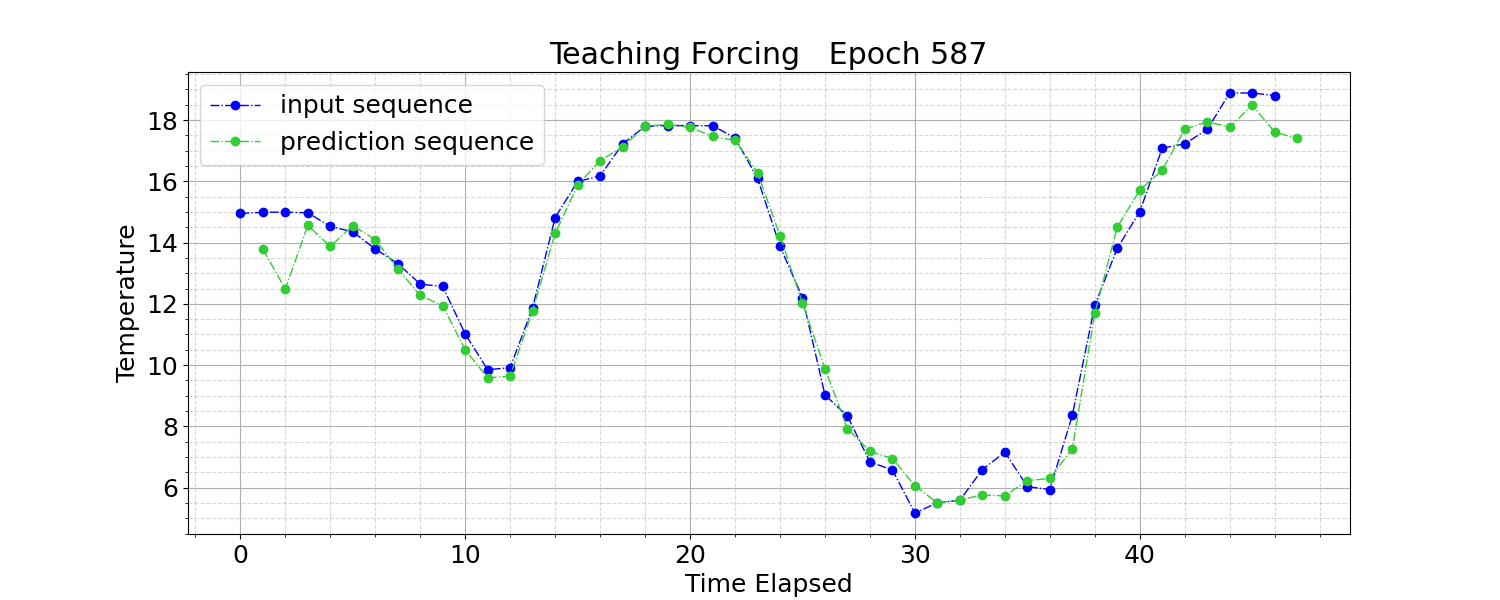 Teaching Forcing   Epoch 587
input sequence
prediction sequence
Temperature
18
16
14
12
10
8
6
0 10 20 30 40
Time Elapsed